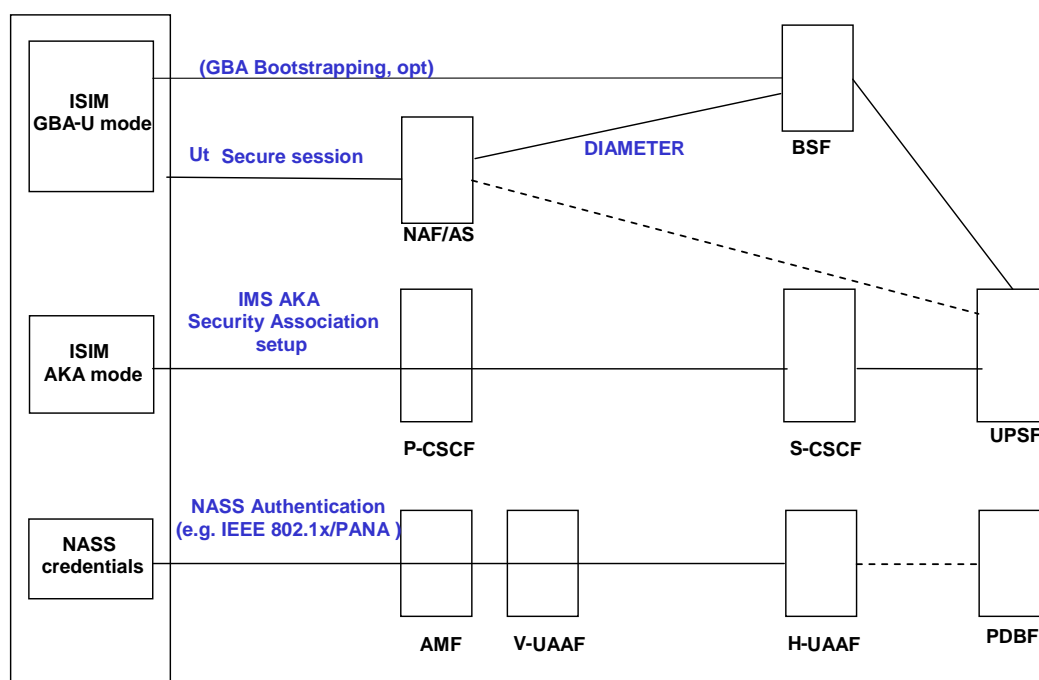 (GBA Bootstrapping, opt)
ISIM
GBA-U mode
BSF
DIAMETER
Ut Secure session
NAF/AS
IMS AKA
Security Association
setup
ISIM
AKA mode
P-CSCF
S-CSCF
UPSF
NASS Authentication
(e.g. IEEE 802.1x/PANA )
NASS
credentials
AMF
V-UAAF
H-UAAF
PDBF